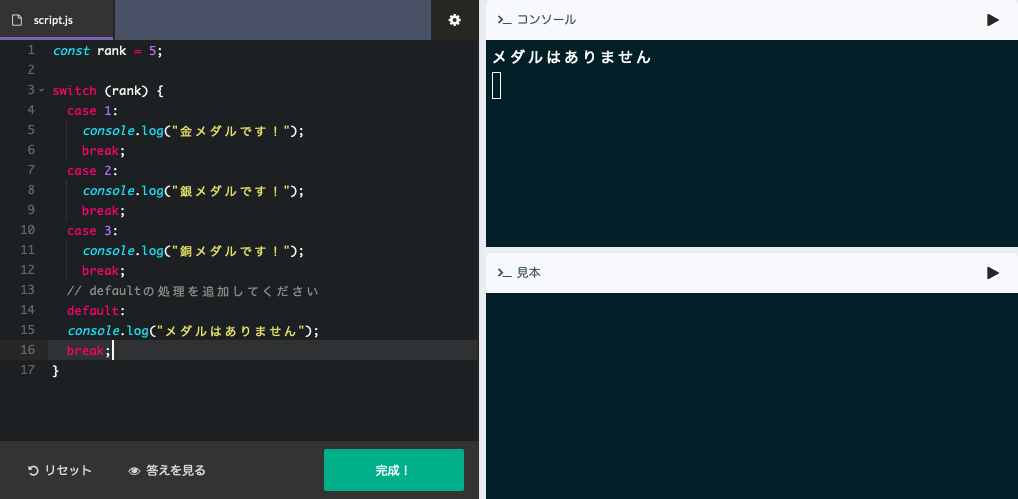 script.js
1 const rank = 5;
2
3 switch (rank) {
4 case 1:
5 console.log("金メダルです！");
6 break;
7 case 2:
8 console.log("銀メダルです！");
9 break;
10 case 3:
11 console.log("銅メダルです！");
12 break;
13 // defaultの処理を追加してください
14 default:
15 console.log("メダルはありません");
16 break;
17 }
リセット
答えを見る
完成！
>_ コンソール
メダルはありません
>_ 見本